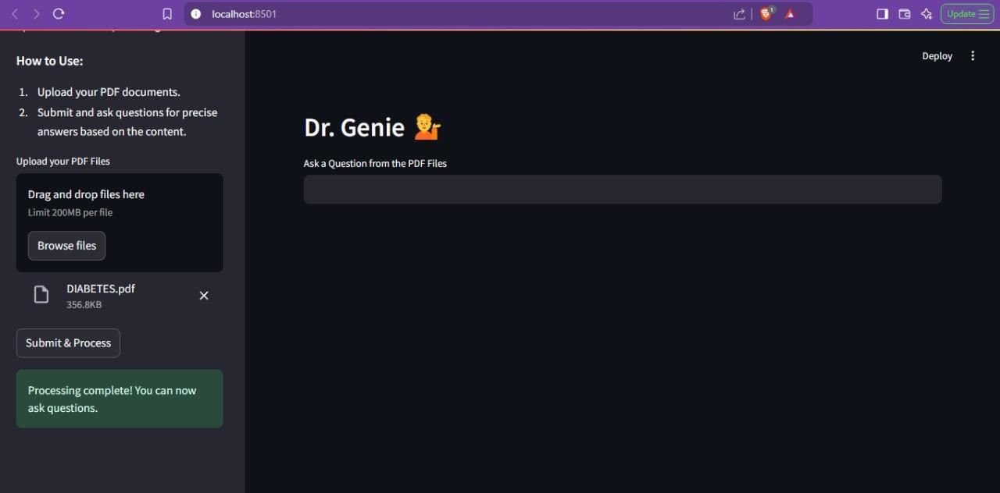 localhost:8501
1
Update
How to Use:
1. Upload your PDF documents.
2. Submit and ask questions for precise
answers based on the content.
Upload your PDF Files
Drag and drop files here
Limit 200MB per file
Browse files
DIABETES.pdf
356.8KB
Submit & Process
Processing complete! You can now
ask questions.
Deploy
Dr. Genie
Ask a Question from the PDF Files